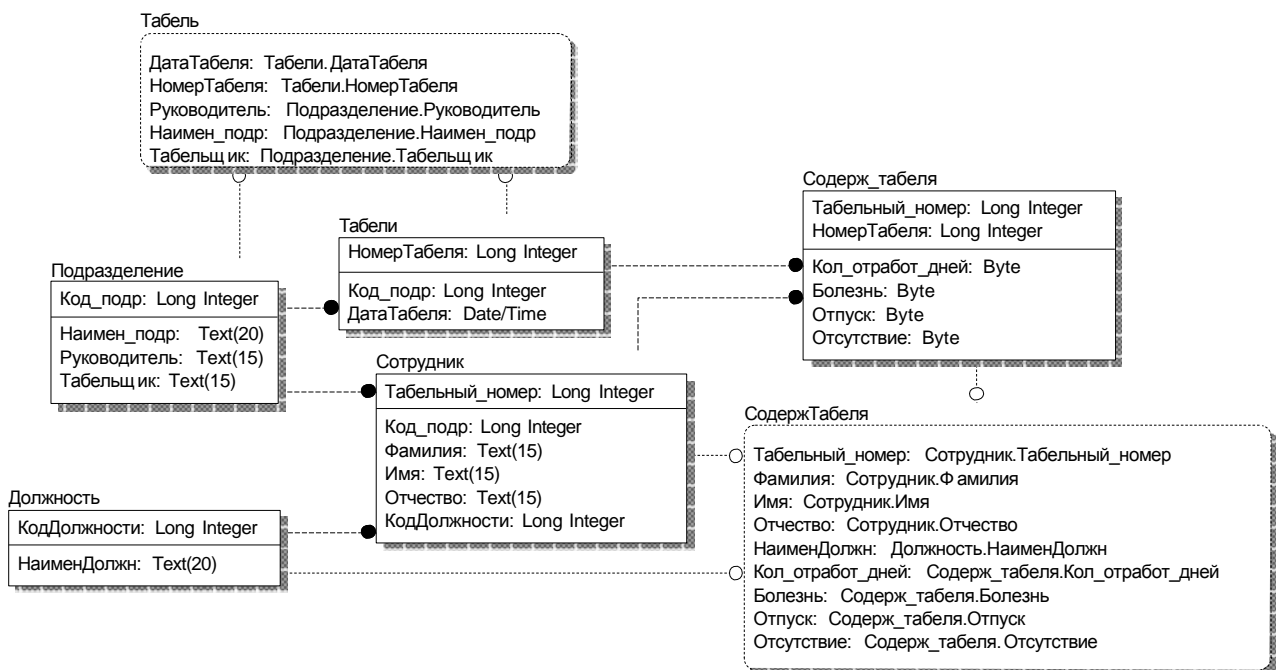 Табель
ДатаТабеля: Табели.ДатаТабеля
НомерТабеля: Табели.НомерТабеля
Руководитель: Подразделение.Руководитель
Наимен_подр: Подразделение.Наимен_подр
Табельщик: Подразделение.Табельщик
Содерж_табеля
Табельный_номер: Long Integer
НомерТабеля: Long Integer
Кол_отработ_дней: Byte
Болезнь: Byte
Отпуск: Byte
Отсутствие: Byte
Табели
НомерТабеля: Long Integer
Код_подр: Long Integer
ДатаТабеля: Date/Time
Подразделение
Код_подр: Long Integer
Наимен_подр: Text(20)
Руководитель: Text(15)
Табельщик: Text(15)
Сотрудник
Табельный_номер: Long Integer
Код_подр: Long Integer
Фамилия: Text(15)
Имя: Text(15)
Отчество: Text(15)
КодДолжности: Long Integer
Должность
КодДолжности: Long Integer
НаименДолжн: Text(20)
СодержТабеля
Табельный_номер: Сотрудник.Табельный_номер
Фамилия: Сотрудник.Фамилия
Имя: Сотрудник.Имя
Отчество: Сотрудник.Отчество
НаименДолжн: Должность.НаименДолжн
Кол_отработ_дней: Содерж_табеля.Кол_отработ_дней
Болезнь: Содерж_табеля.Болезнь
Отпуск: Содерж_табеля.Отпуск
Отсутствие: Содерж_табеля.Отсутствие